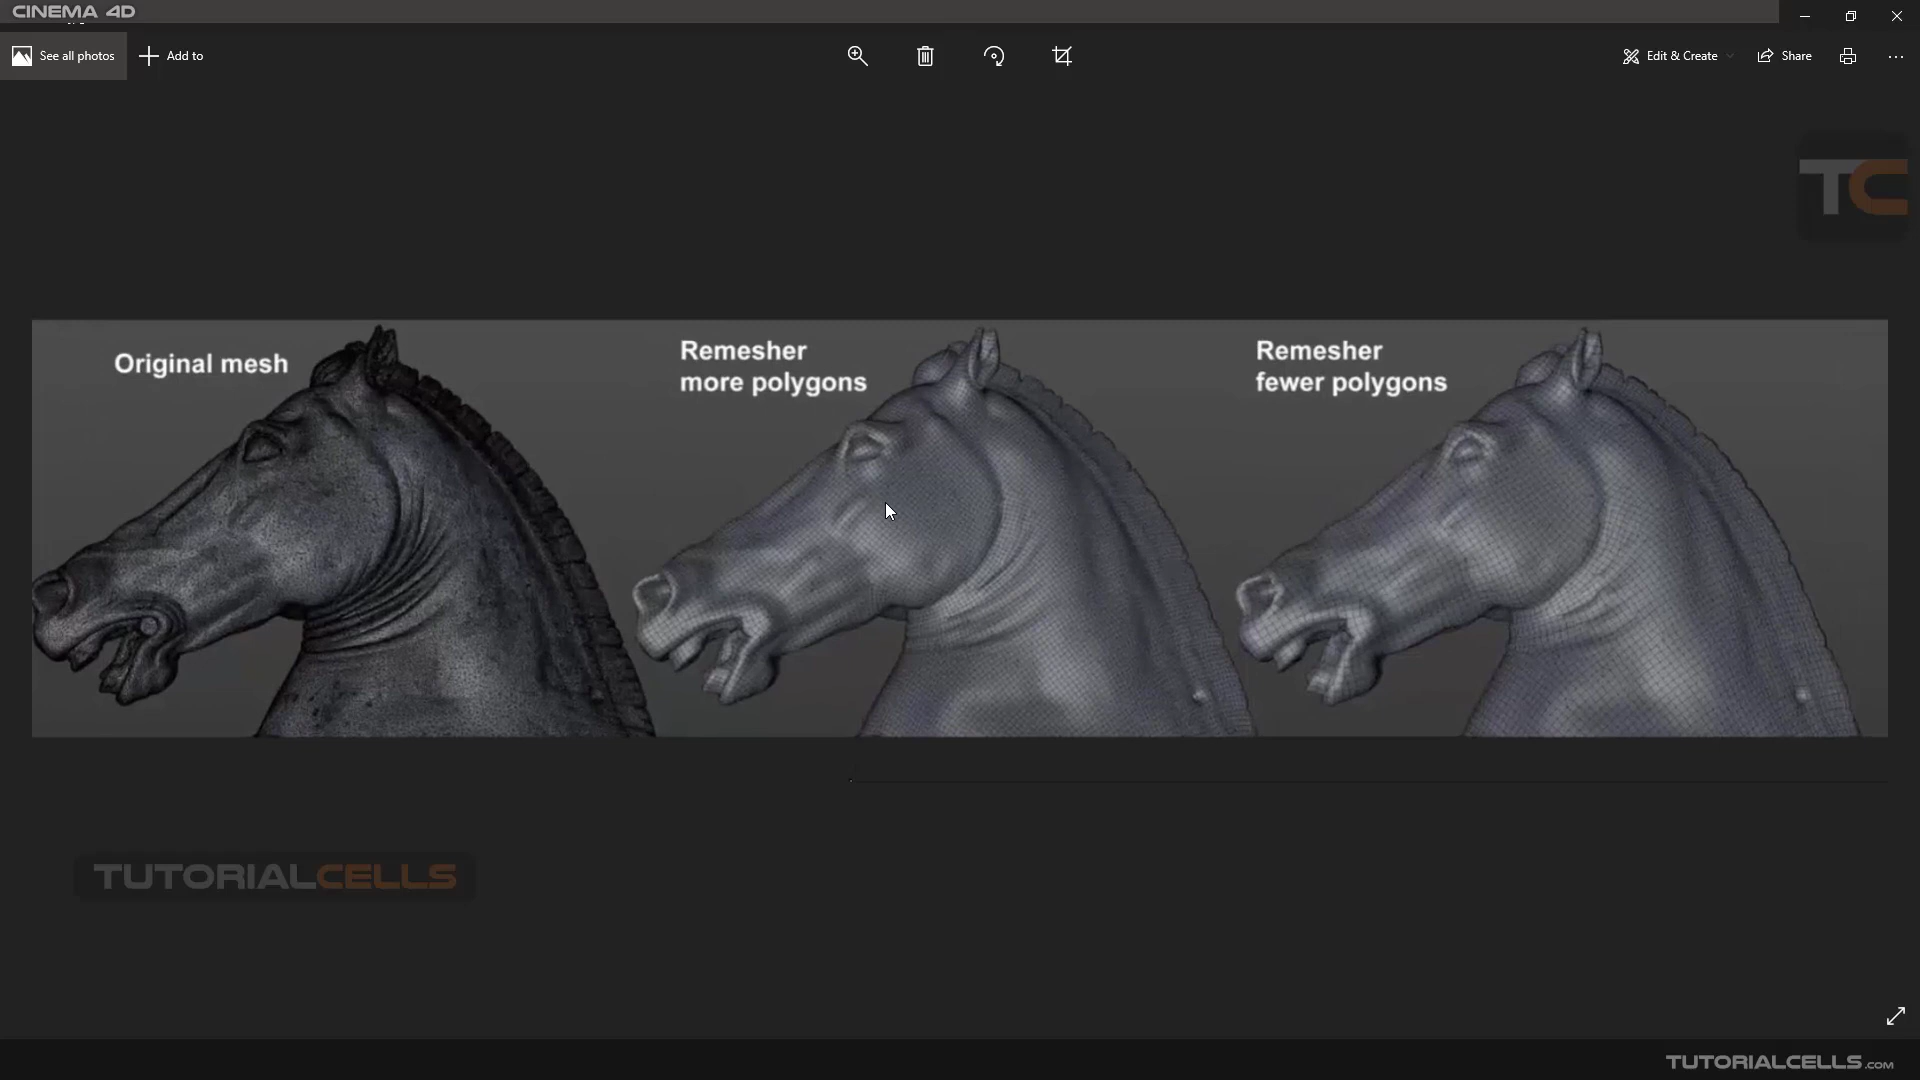 CINEMA 4D
See all photos
Add to
Edit & Create
Share
TC
Original mesh
Remesher
more polygons
Remesher
fewer polygons
TUTORIALCELLS
TUTORIALCELLS.COM